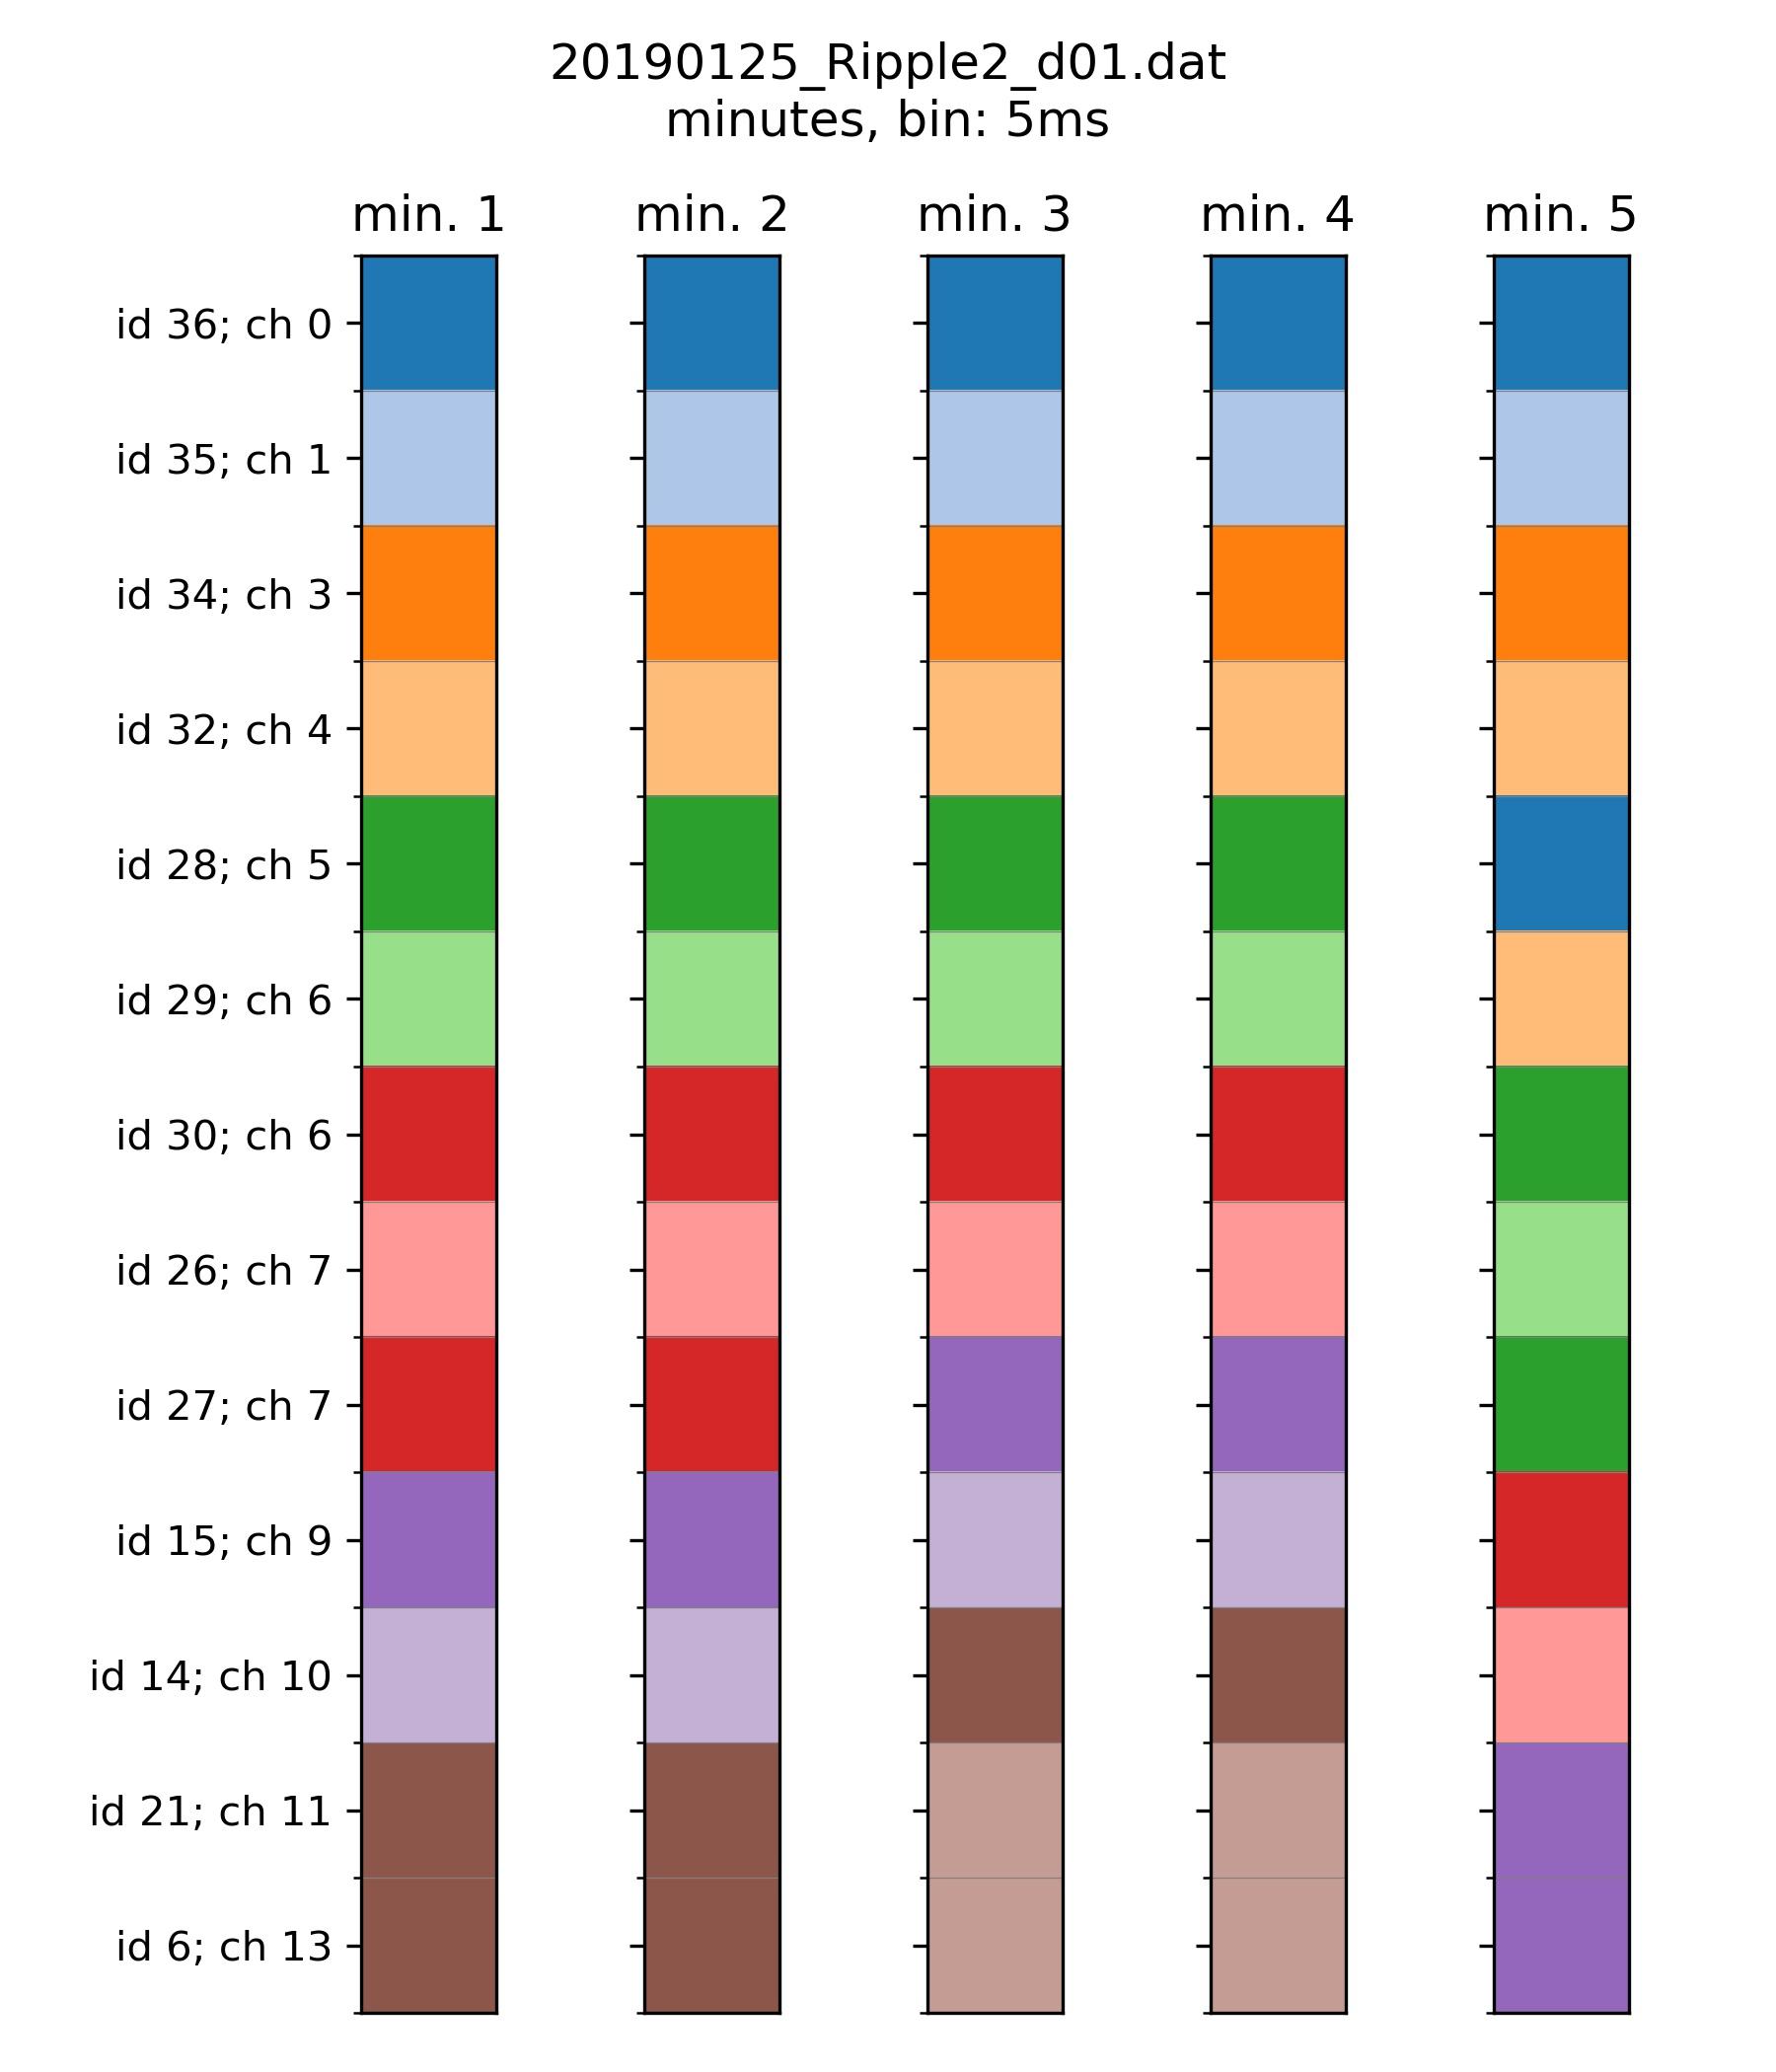 20190125_Ripple2_d01.dat
minutes, bin: 5ms
min. 1 min. 2 min. 3 min. 4 min. 5
id 36; ch 0
id 35; ch 1
id 34; ch 3
id 32; ch 4
id 28; ch 5
id 29; ch 6
id 30; ch 6
id 26; ch 7
id 27; ch 7
id 15; ch 9
id 14; ch 10
id 21; ch 11
id 6; ch 13